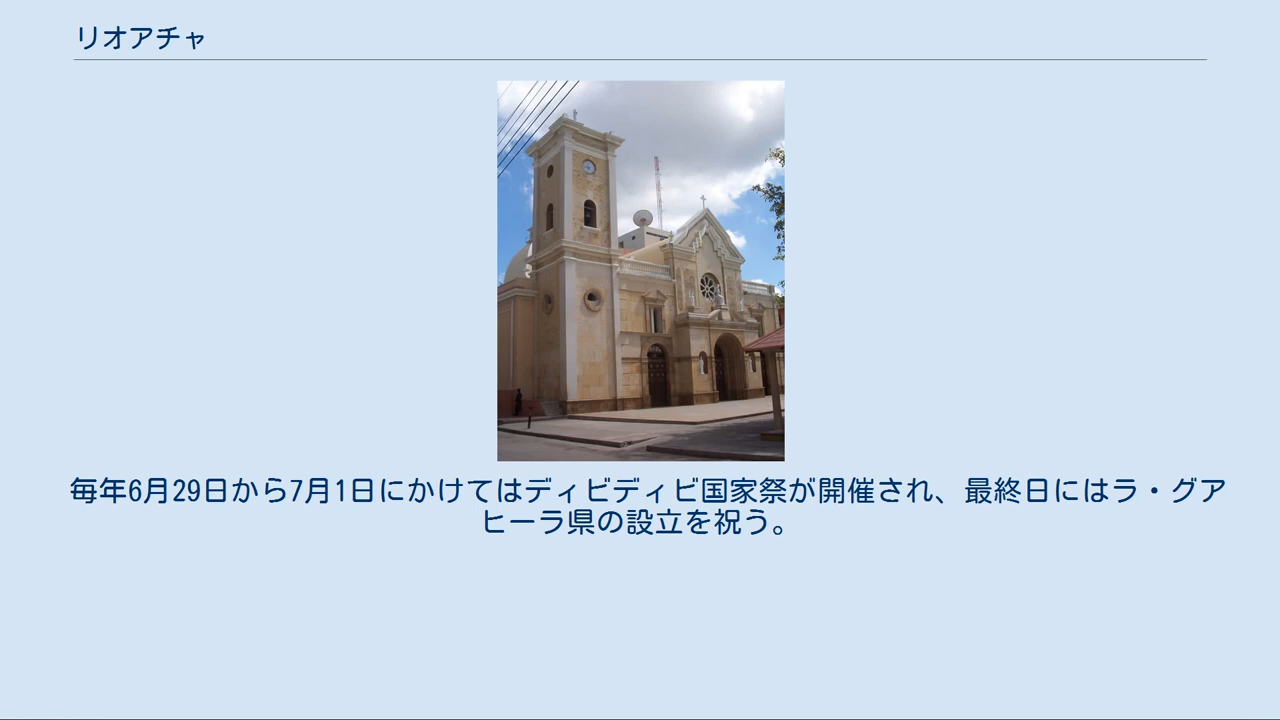 リオアチャ
毎年6月29日から7月1日にかけてはディビディビ国家祭が開催され、最終日にはラ・グア
ヒーラ県の設立を祝う。